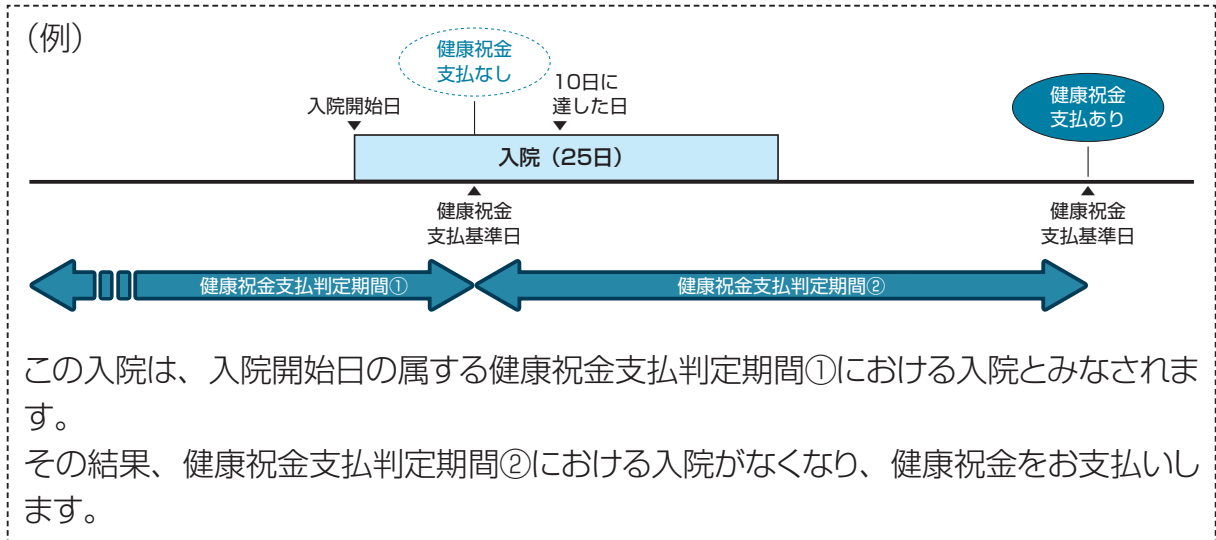 (例)
健康祝金
支払なし
10日に
達した日
入院開始日
健康祝金
支払あり
入院（25日）
健康祝金
支払基準日
健康祝金
支払基準日
健康祝金支払判定期間①
健康祝金支払判定期間②
この入院は、入院開始日の属する健康祝金支払判定期間①における入院とみなされま
す。
その結果、健康祝金支払判定期間②における入院がなくなり、健康祝金をお支払いし
ます。